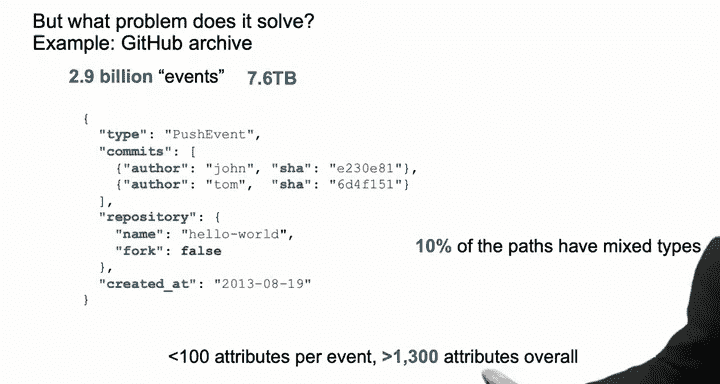 But what problem does it solve?
Example: GitHub archive
2.9 billion “events” 7.6TB
{
"type": "PushEvent",
"commits": [
{"author": "john", "sha": "e230e81"},
{"author": "tom", "sha": "6d4f151"}
],
"repository": {
"name": "hello-world",
"fork": false
},
"created_at": "2013-08-19"
}
10% of the paths have mixed types
<100 attributes per event, >1,300 attributes overall